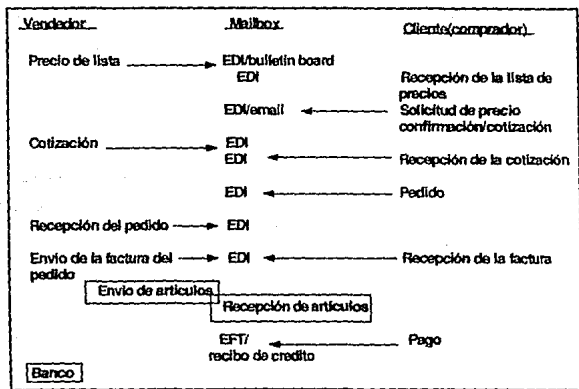 Vendedor Mailbox Cliente(comprador)
Precio de lista EDI/bulletin board
EDI Recepción de la lista de
precios
EDI/email Solicitud de precio
confirmación/cotización
Cotización EDI
EDI Recepción de la cotización
EDI Pedido
Recepción del pedido EDI
Envio de la factura del EDI Recepción de la factura
pedido
Envio de articulos
Recepción de articulos
EFT/ Pago
recibo de credito
Banco